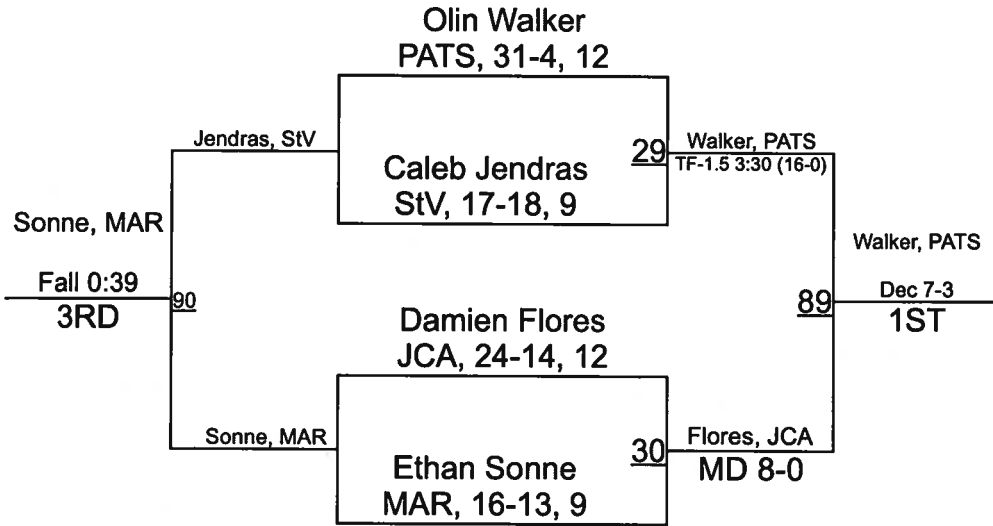 Olin Walker
PATS, 31-4, 12
Jendras, StV
Caleb Jendras
StV, 17-18, 9
29
Walker, PATS
TF-1.5 3:30 (16-0)
Sonne, MAR
Fall 0:39
3RD
90
Walker, PATS
89
Dec 7-3
1ST
Damien Flores
JCA, 24-14, 12
Sonne, MAR
Ethan Sonne
MAR, 16-13, 9
30
Flores, JCA
MD 8-0